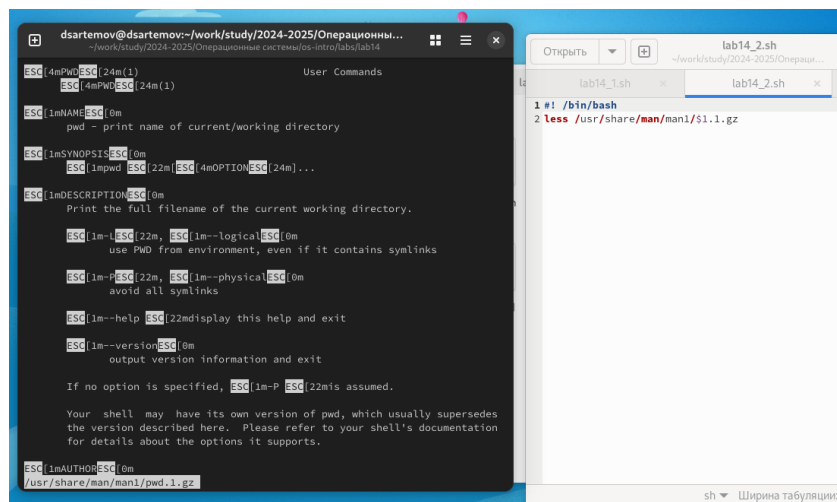 dsartemov@dsartemov:~/work/study/2024-2025/Операционны...
~/work/study/2024-2025/Операционные системы/os-intro/labs/lab14
ESC[4mPWDESC[24m(1) User Commands
ESC[4mPWDESC[24m(1)
ESC[1mNAMEESC[0m
pwd - print name of current/working directory
ESC[1mSYNOPSISESC[0m
ESC[1mpwd ESC[22m[ESC[4mOPTIONESC[24m]...
ESC[1mDESCRIPTIONESC[0m
Print the full filename of the current working directory.
ESC[1m-LESC[22m, ESC[1m--logicalESC[0m
use PWD from environment, even if it contains symlinks
ESC[1m-PESC[22m, ESC[1m--physicalESC[0m
avoid all symlinks
ESC[1m--help ESC[22mdisplay this help and exit
ESC[1m--versionESC[0m
output version information and exit
If no option is specified, ESC[1m-P ESC[22mis assumed.
Your shell may have its own version of pwd, which usually supersedes
the version described here. Please refer to your shell's documentation
for details about the options it supports.
ESC[1mAUTHORESC[0m
/usr/share/man/man1/pwd.1.gz
Открыть
lab14_2.sh
~/work/study/2024-2025/Операци...
lab14_1.sh × lab14_2.sh ×
1 #! /bin/bash
2 less /usr/share/man/man1/$1.1.gz
sh Ширина табуляции: